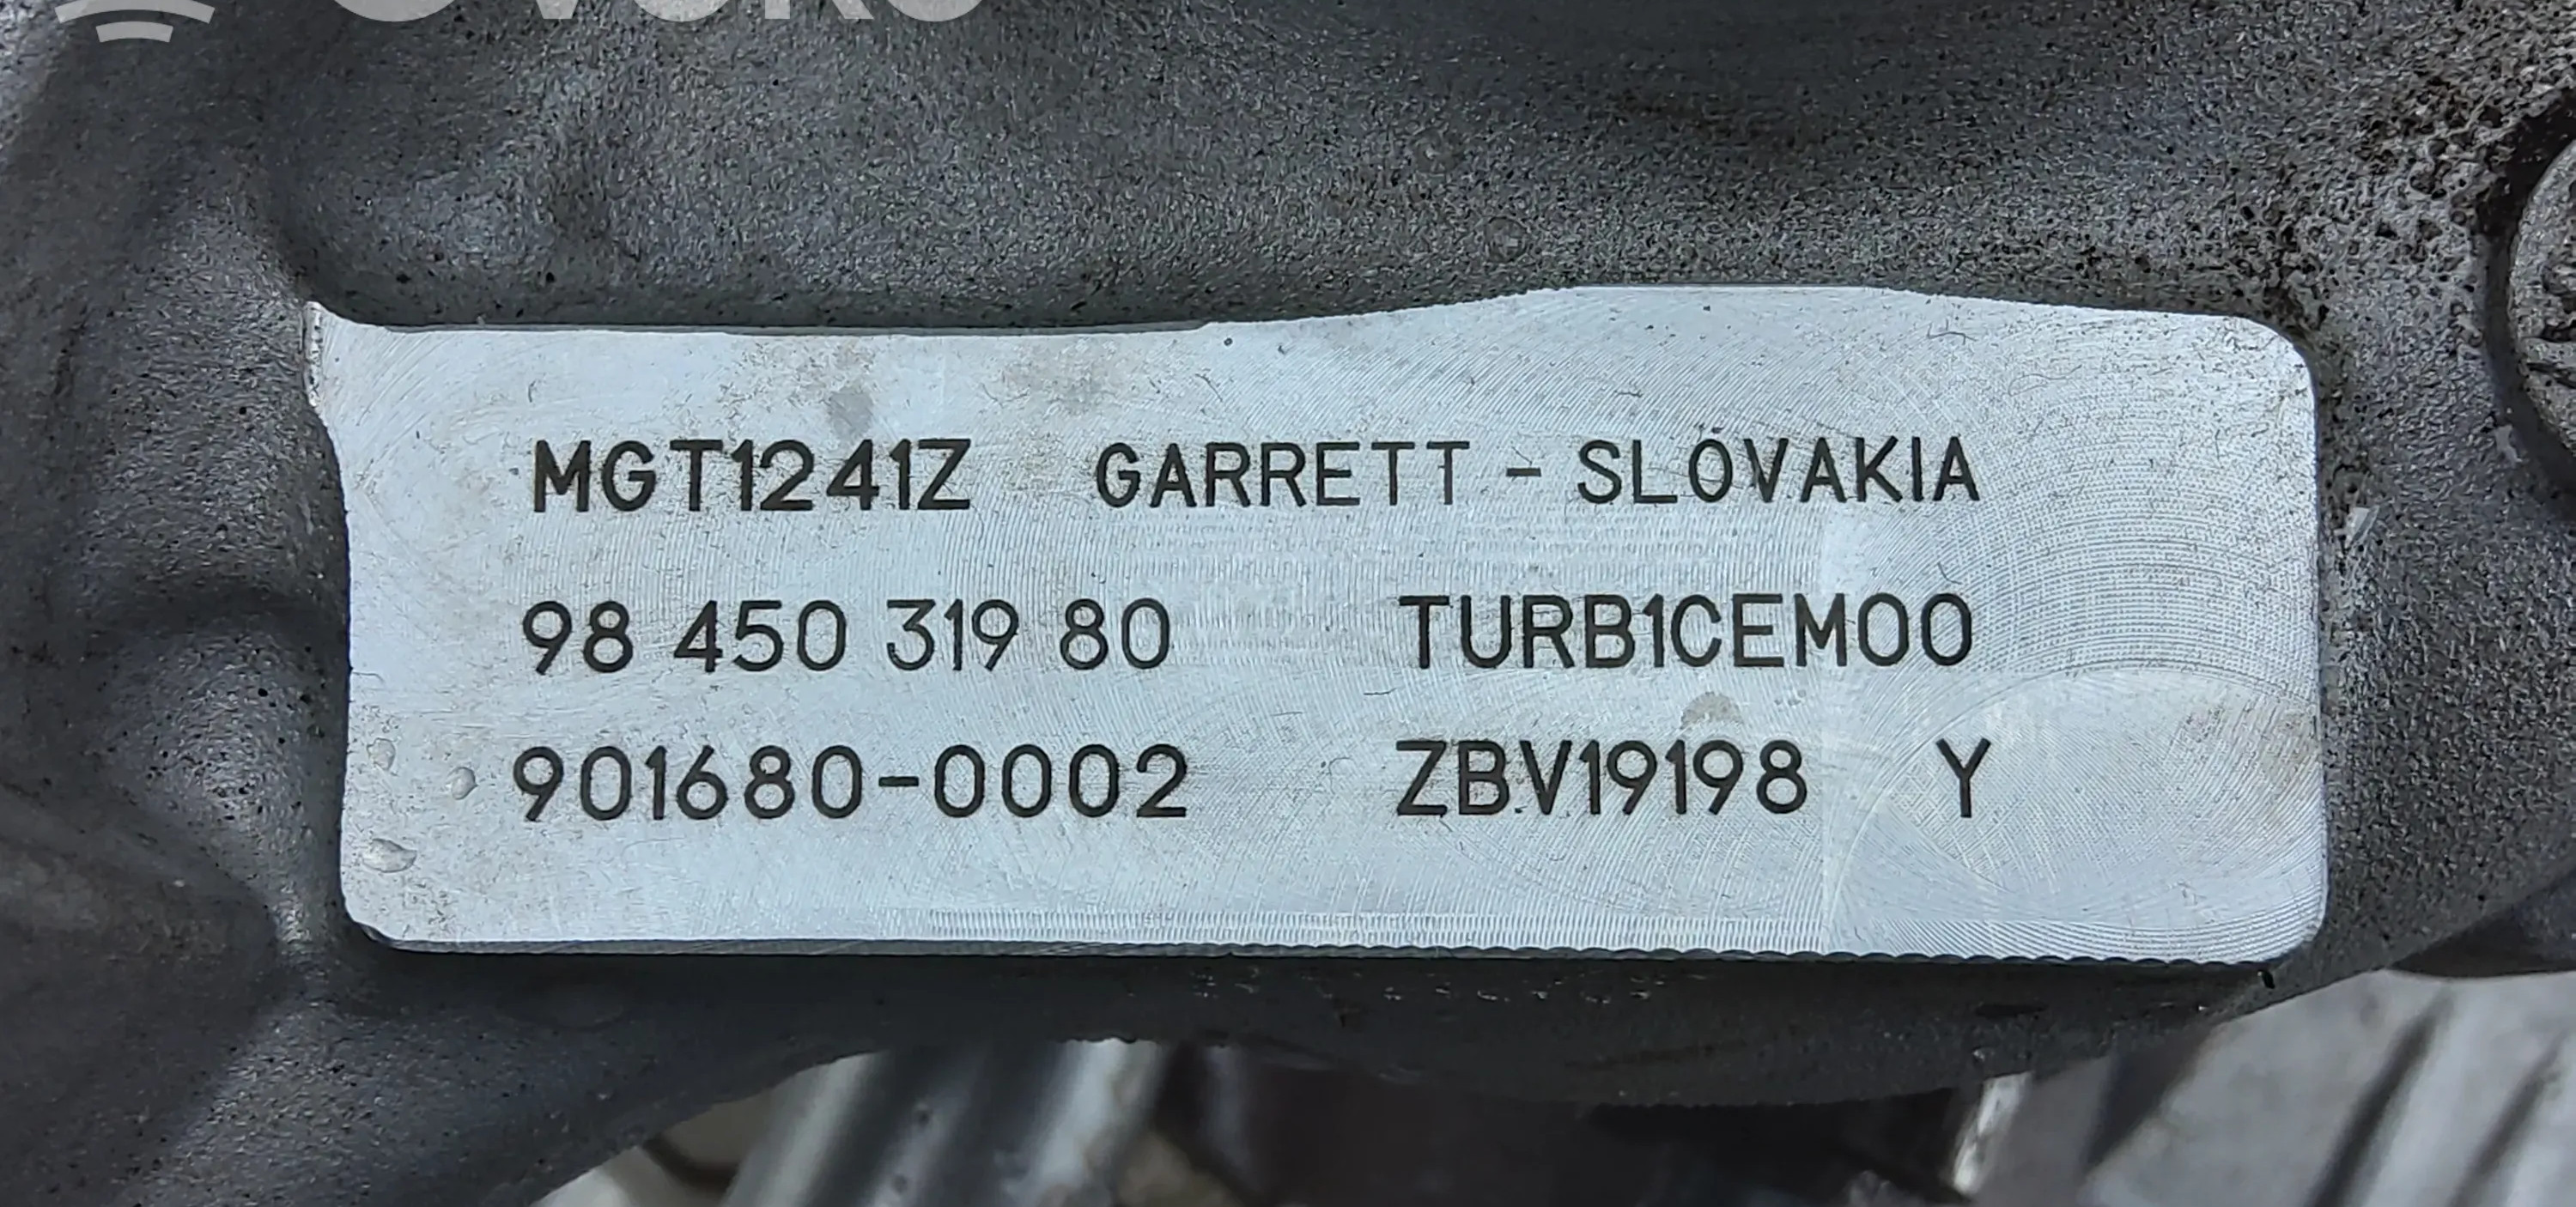 MGT1241Z GARRETT - SLOVAKIA
98 450 319 80 TURB1CEM00
901680-0002 ZBV19198 Y